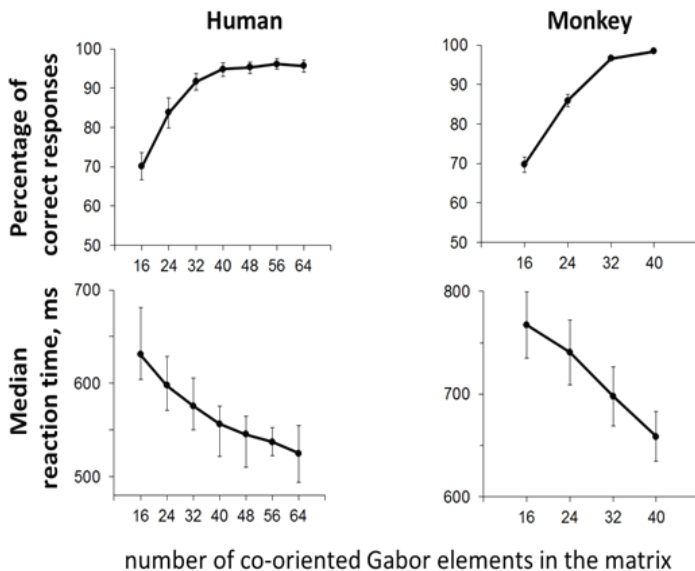 Human
Monkey
Percentage of
correct responses
100
90
80
70
60
50
16 24 32 40 48 56 64
100
90
80
70
60
50
16 24 32 40
Median
reaction time, ms
700
600
500
16 24 32 40 48 56 64
800
700
600
16 24 32 40
number of co-oriented Gabor elements in the matrix